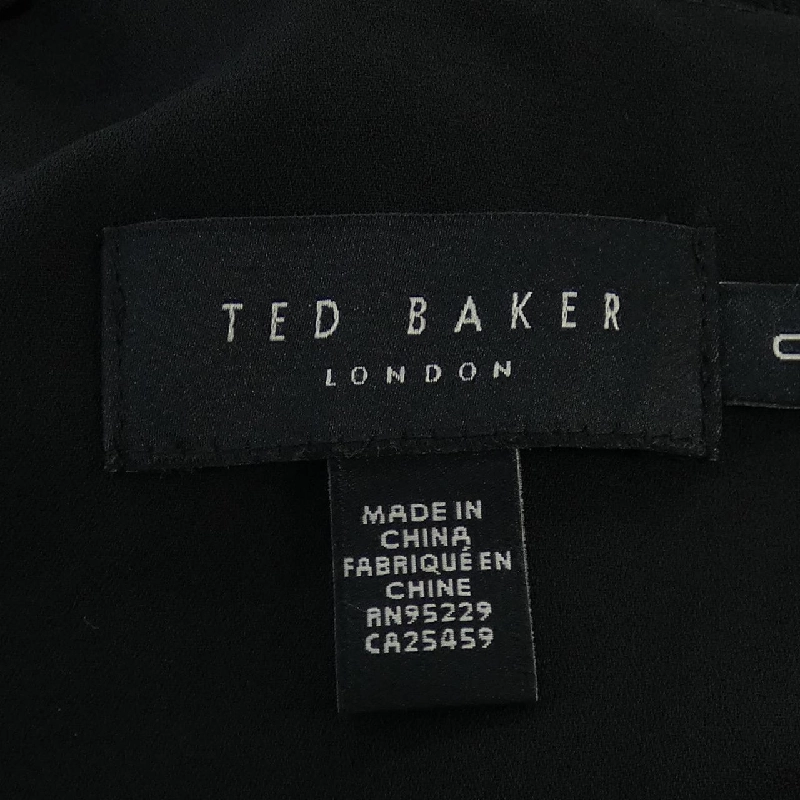 TED BAKER
LONDON
MADE IN
CHINA
FABRIQUÉ EN
CHINE
RN95229
CA25459